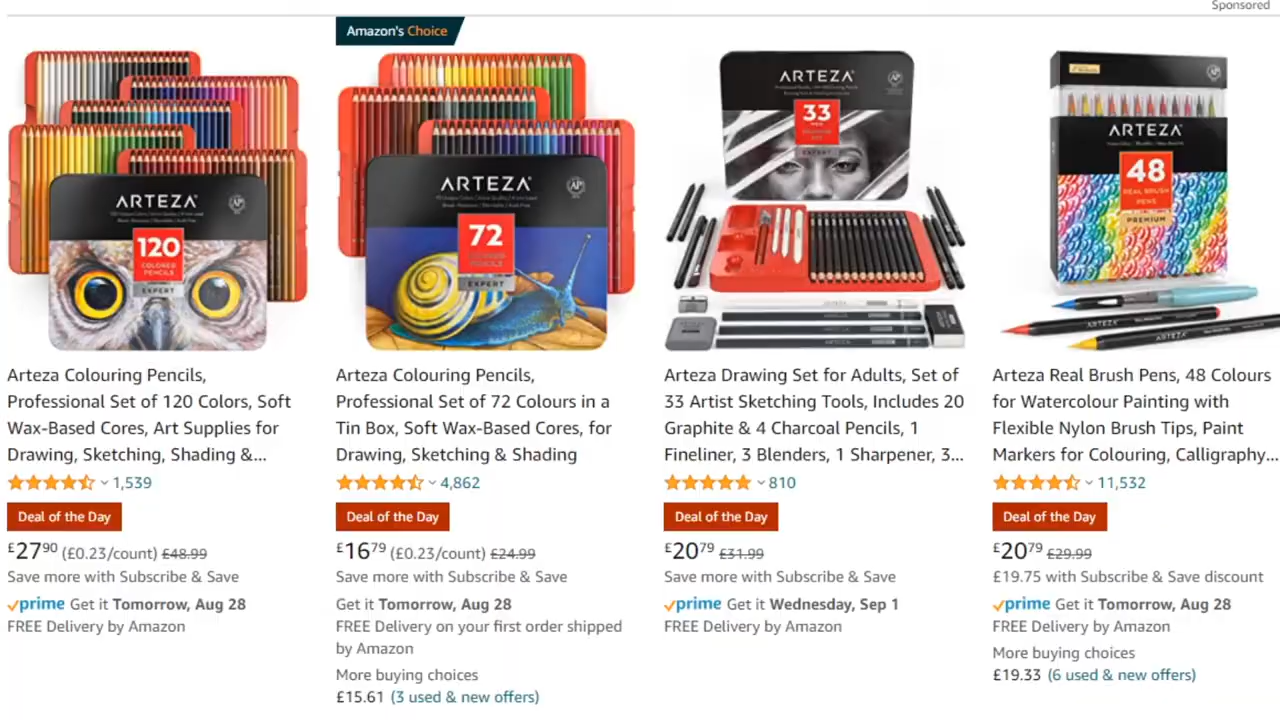 Sponsored
Amazon's Choice
ARTEZA
120
COLORED
PENCILS
ARTEZA
72
EXPERT
ARTEZA
33
EXPERT
ARTEZA
48
REAL BRUSH
PENS
PREMIUM
ARTEZA
Arteza Colouring Pencils,
Professional Set of 120 Colors, Soft
Wax-Based Cores, Art Supplies for
Drawing, Sketching, Shading &...
1,539
Deal of the Day
£27.90 (£0.23/count) £48.99
Save more with Subscribe & Save
prime Get it Tomorrow, Aug 28
FREE Delivery by Amazon
Arteza Colouring Pencils,
Professional Set of 72 Colours in a
Tin Box, Soft Wax-Based Cores, for
Drawing, Sketching & Shading
4,862
Deal of the Day
£16.79 (£0.23/count) £24.99
Save more with Subscribe & Save
Get it Tomorrow, Aug 28
FREE Delivery on your first order shipped
by Amazon
More buying choices
£15.61 (3 used & new offers)
Arteza Drawing Set for Adults, Set of
33 Artist Sketching Tools, Includes 20
Graphite & 4 Charcoal Pencils, 1
Fineliner, 3 Blenders, 1 Sharpener, 3...
810
Deal of the Day
£20.79 £31.99
Save more with Subscribe & Save
prime Get it Wednesday, Sep 1
FREE Delivery by Amazon
Arteza Real Brush Pens, 48 Colours
for Watercolour Painting with
Flexible Nylon Brush Tips, Paint
Markers for Colouring, Calligraphy...
11,532
Deal of the Day
£20.79 £29.99
£19.75 with Subscribe & Save discount
prime Get it Tomorrow, Aug 28
FREE Delivery by Amazon
More buying choices
£19.33 (6 used & new offers)